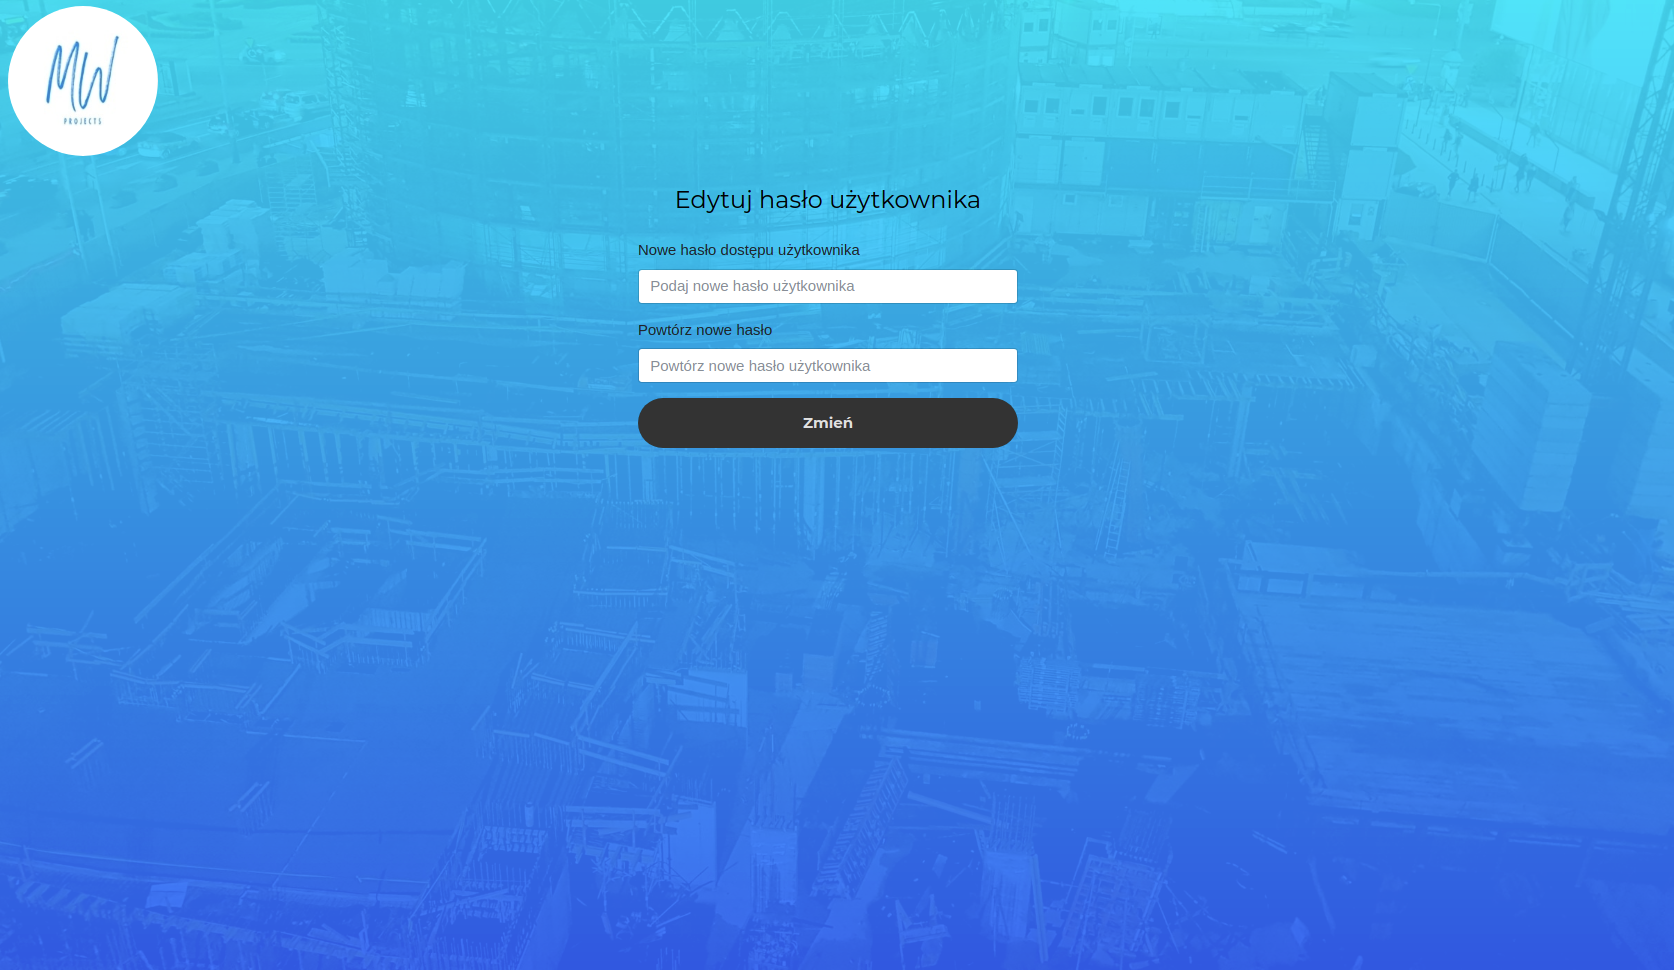 MW
PROJECTS
Edytuj hasło użytkownika
Nowe hasło dostępu użytkownika
Podaj nowe hasło użytkownika
Powtórz nowe hasło
Powtórz nowe hasło użytkownika
Zmień